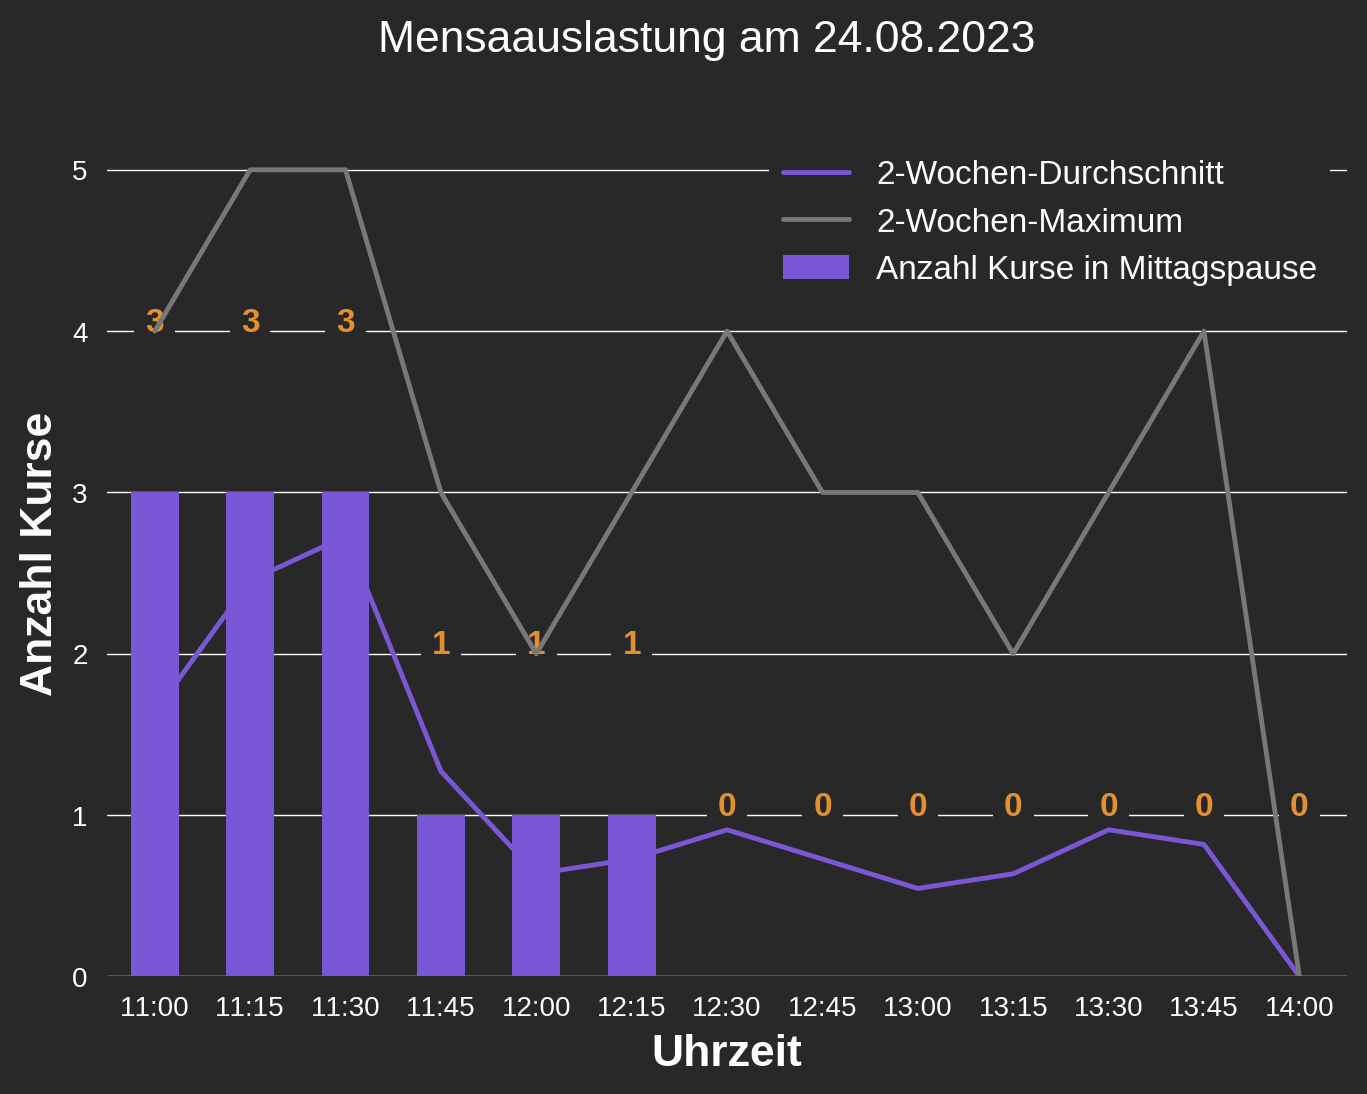 Mensaauslastung am 24.08.2023
2-Wochen-Durchschnitt
2-Wochen-Maximum
Anzahl Kurse in Mittagspause
5
4
3
2
1
0
3 3 3
1 1 1
0 0 0 0 0 0 0
Anzahl Kurse
11:00 11:15 11:30 11:45 12:00 12:15 12:30 12:45 13:00 13:15 13:30 13:45 14:00
Uhrzeit